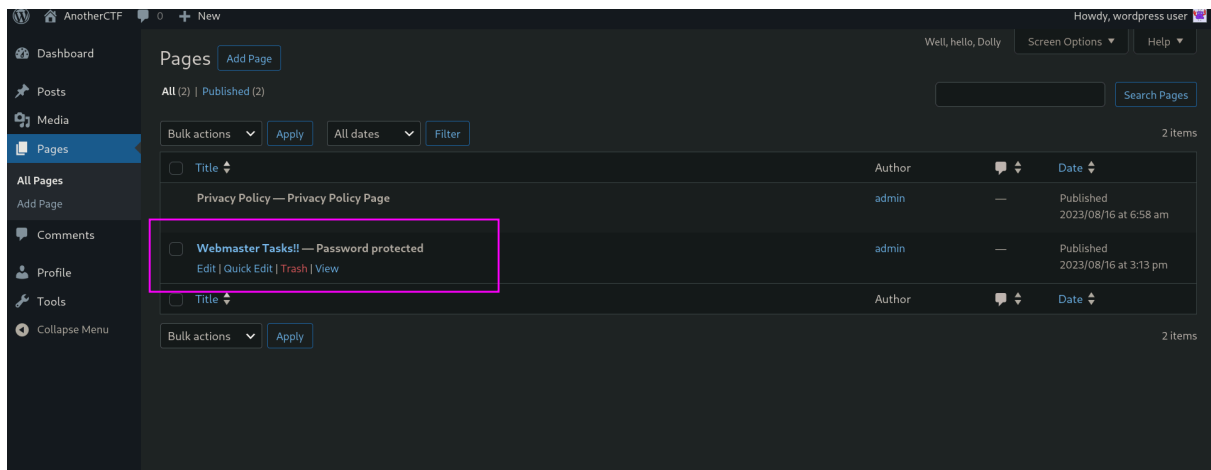 AnotherCTF 0 + New Howdy, wordpress user
Dashboard
Posts
Media
Pages
All Pages
Add Page
Comments
Profile
Tools
Collapse Menu
Well, hello, Dolly Screen Options ▼ Help ▼
Pages Add Page
All (2) | Published (2)
Search Pages
Bulk actions Apply All dates Filter 2 items
Title Author Date
Privacy Policy — Privacy Policy Page admin — Published
2023/08/16 at 6:58 am
Webmaster Tasks!! — Password protected admin — Published
Edit | Quick Edit | Trash | View 2023/08/16 at 3:13 pm
Title Author Date
Bulk actions Apply 2 items